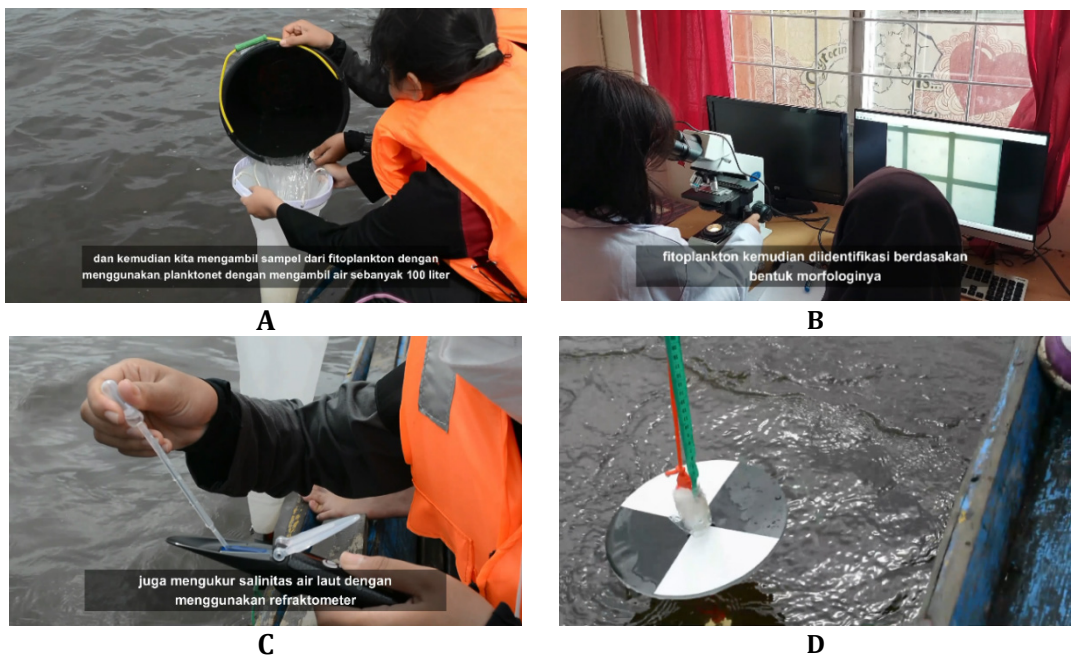 dan kemudian kita mengambil sampel dari fitoplankton dengan
menggunakan planktonet dengan mengambil air sebanyak 100 liter
A
fitoplankton kemudian diidentifikasi berdasakan
bentuk morfologinya
B
juga mengukur salinitas air laut dengan
menggunakan refraktometer
C
D